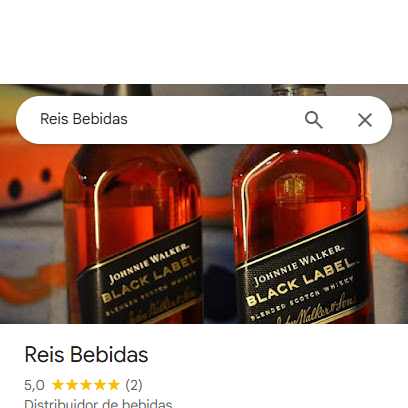 Reis Bebidas
JOHNNIE WALKER
BLACK LABEL
BLENDED SCOTCH WHISKY
John Walker & Sons
JOHNNIE WALKER
BLACK LABEL
BLENDED SCOTCH WHISKY
John Walker & Sons
Reis Bebidas
5,0 (2)
Distribuidor de bebidas